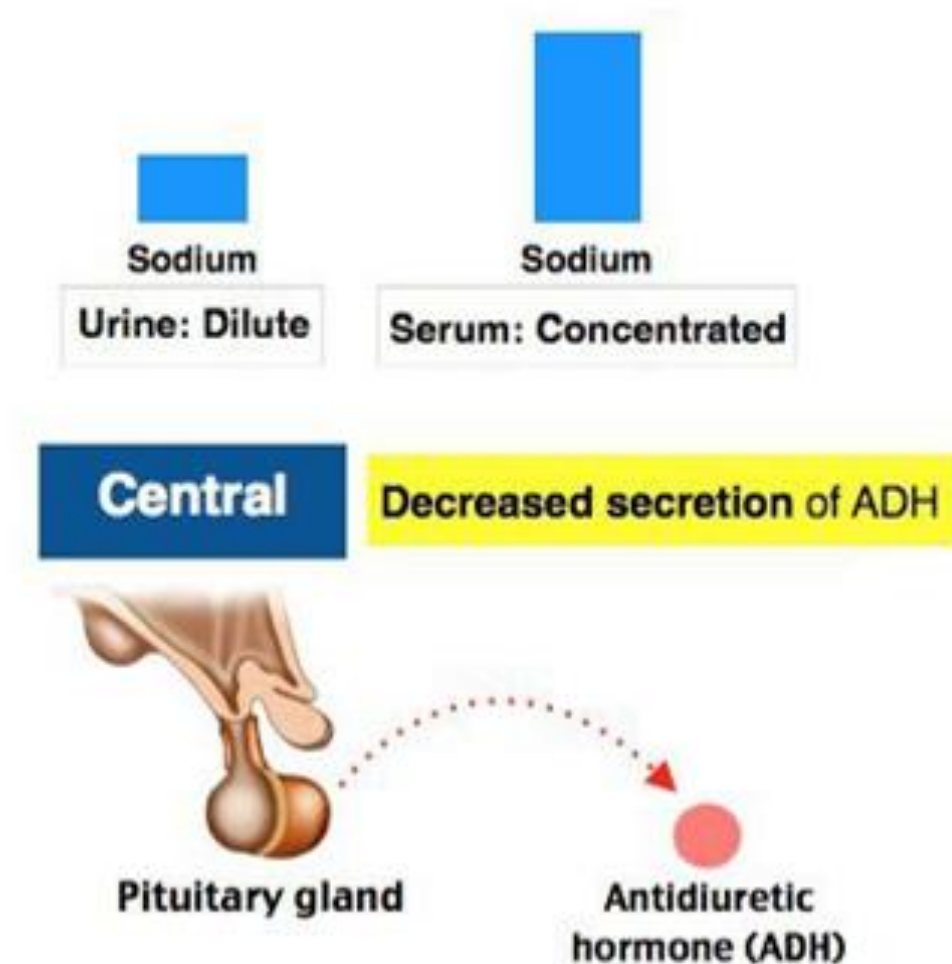 Sodium
Sodium
Urine: Dilute
Serum: Concentrated
Central
Decreased secretion of ADH
Pituitary gland
Antidiuretic
hormone (ADH)